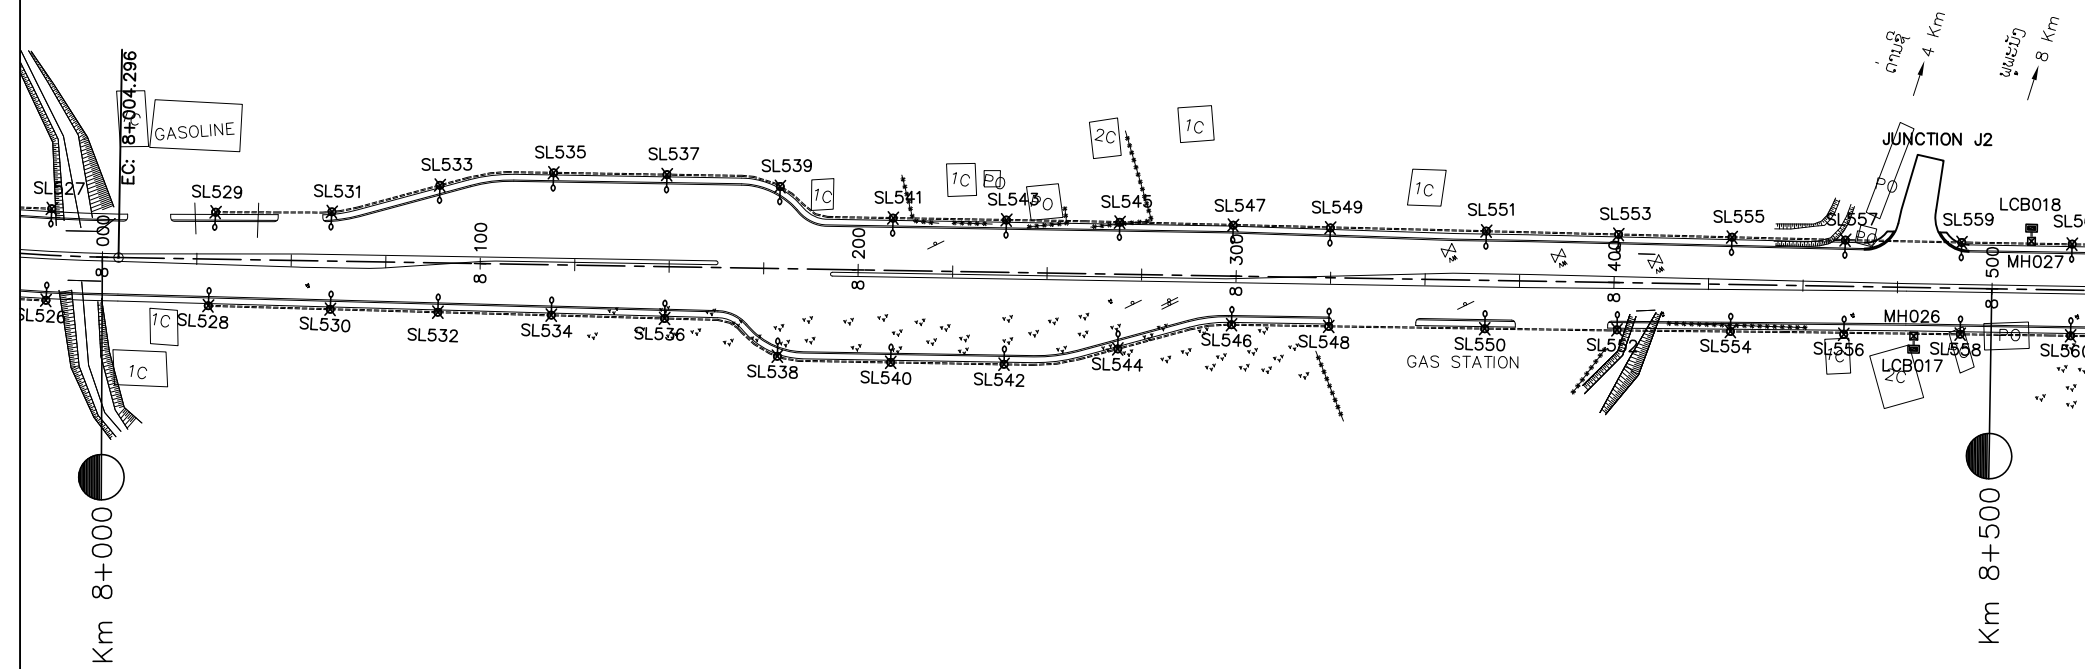 4 Km
8 Km
EC: 8+004.296
GASOLINE
2C
1C
JUNCTION J2
SL533
SL535
SL537
SL539
SL527
SL529
SL531
1C
SL541
1C
PO
SL543
PO
SL545
SL547
SL549
1C
SL551
SL553
SL555
SL557
PO
PO
SL559
LCB018
MH027
8 000
8 100
8 200
8 300
8 400
8 500
SL526
1C
SL528
SL530
SL532
SL534
SL536
SL538
SL540
SL542
SL544
SL546
SL548
SL550
GAS STATION
SL552
SL554
SL556
MH026
1C
2C
LCB017
SL558
PO
SL560
1C
Km 8+000
Km 8+500